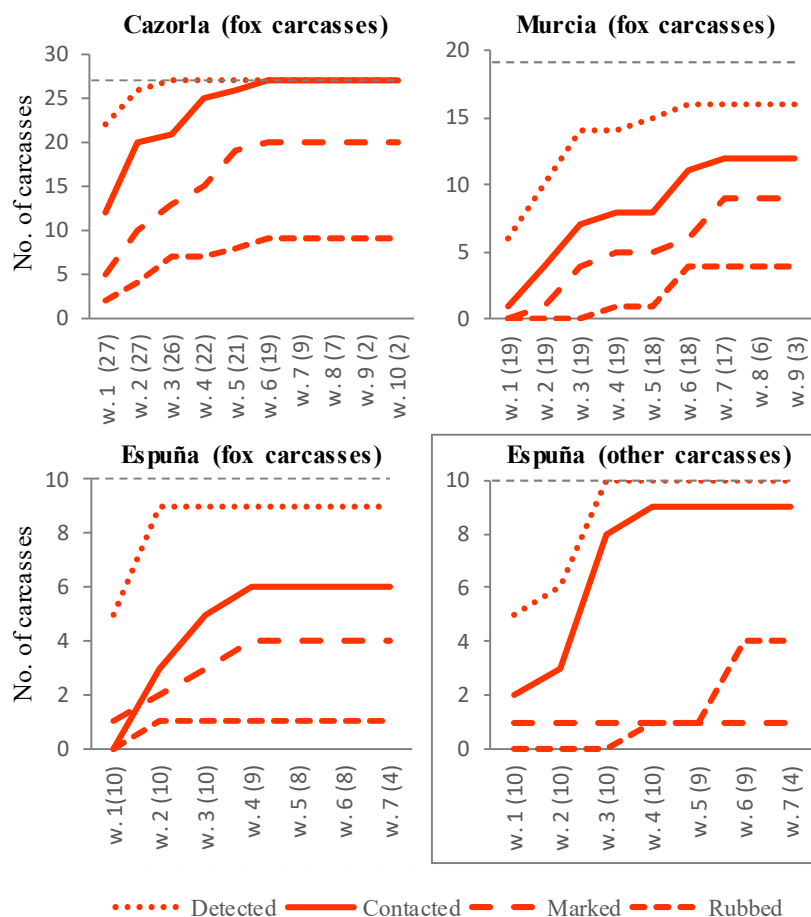 Cazorla (fox carcasses)
No. of carcasses
30
25
20
15
10
5
0
w. 1 (27)
w. 2 (27)
w. 3 (26)
w. 4 (22)
w. 5 (21)
w. 6 (19)
w. 7 (9)
w. 8 (7)
w. 9 (2)
w. 10 (2)
Murcia (fox carcasses)
20
15
10
5
0
w. 1 (19)
w. 2 (19)
w. 3 (19)
w. 4 (19)
w. 5 (18)
w. 6 (18)
w. 7 (17)
w. 8 (6)
w. 9 (3)
Espuña (fox carcasses)
No. of carcasses
10
8
6
4
2
0
w. 1(10)
w. 2 (10)
w. 3 (10)
w. 4 (9)
w. 5 (8)
w. 6 (8)
w. 7 (4)
Espuña (other carcasses)
10
8
6
4
2
0
w. 1 (10)
w. 2 (10)
w. 3 (10)
w. 4 (10)
w. 5 (9)
w. 6 (9)
w. 7 (4)
Detected Contacted Marked Rubbed